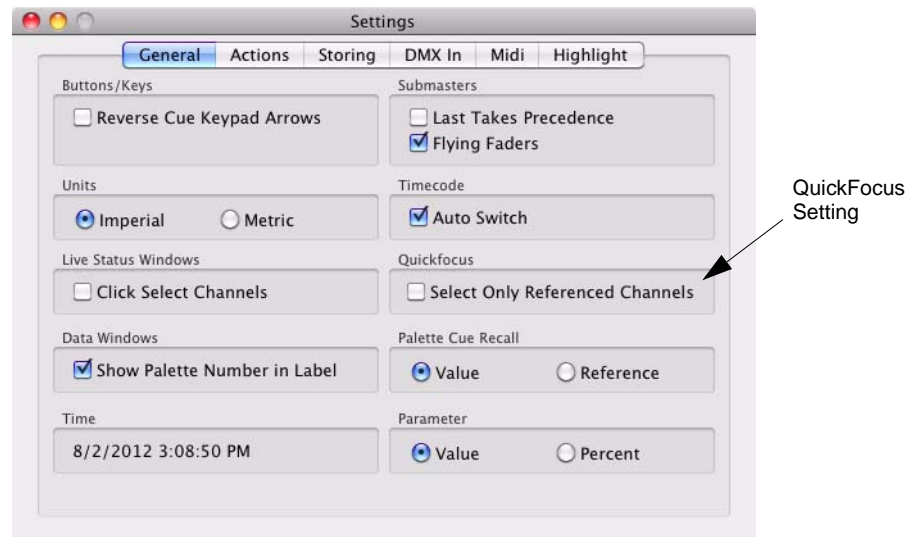 Settings
General Actions Storing DMX In Midi Highlight
Buttons/Keys
Reverse Cue Keypad Arrows
Submasters
Last Takes Precedence
Flying Faders
Units
Imperial Metric
Timecode
Auto Switch
QuickFocus
Setting
Live Status Windows
Click Select Channels
Quickfocus
Select Only Referenced Channels
Data Windows
Show Palette Number in Label
Palette Cue Recall
Value Reference
Time
8/2/2012 3:08:50 PM
Parameter
Value Percent